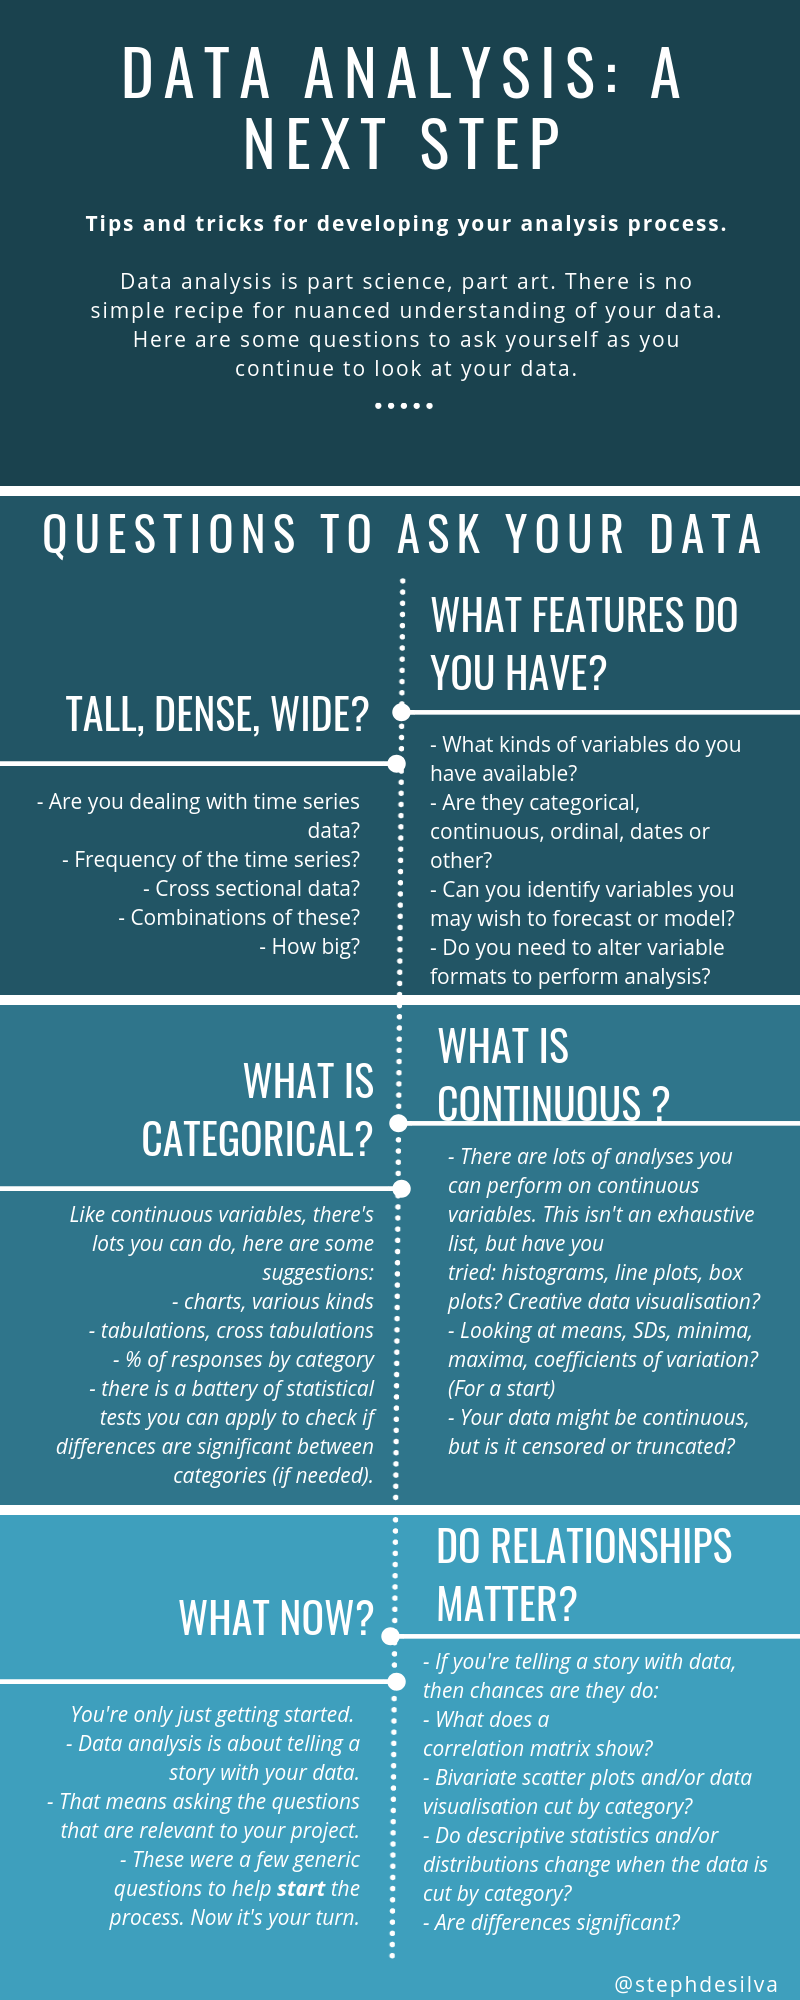 DATA ANALYSIS: A
NEXT STEP
Tips and tricks for developing your analysis process.
Data analysis is part science, part art. There is no
simple recipe for nuanced understanding of your data.
Here are some questions to ask yourself as you
continue to look at your data.
QUESTIONS TO ASK YOUR DATA
TALL, DENSE, WIDE?
- Are you dealing with time series
data?
- Frequency of the time series?
- Cross sectional data?
- Combinations of these?
- How big?
WHAT FEATURES DO
YOU HAVE?
- What kinds of variables do you
have available?
- Are they categorical,
continuous, ordinal, dates or
other?
- Can you identify variables you
may wish to forecast or model?
- Do you need to alter variable
formats to perform analysis?
WHAT IS
CATEGORICAL?
Like continuous variables, there's
lots you can do, here are some
suggestions:
- charts, various kinds
- tabulations, cross tabulations
- % of responses by category
- there is a battery of statistical
tests you can apply to check if
differences are significant between
categories (if needed).
WHAT IS
CONTINUOUS ?
- There are lots of analyses you
can perform on continuous
variables. This isn't an exhaustive
list, but have you
tried: histograms, line plots, box
plots? Creative data visualisation?
- Looking at means, SDs, minima,
maxima, coefficients of variation?
(For a start)
- Your data might be continuous,
but is it censored or truncated?
WHAT NOW?
You're only just getting started.
- Data analysis is about telling a
story with your data.
- That means asking the questions
that are relevant to your project.
- These were a few generic
questions to help start the
process. Now it's your turn.
DO RELATIONSHIPS
MATTER?
- If you're telling a story with data,
then chances are they do:
- What does a
correlation matrix show?
- Bivariate scatter plots and/or data
visualisation cut by category?
- Do descriptive statistics and/or
distributions change when the data is
cut by category?
- Are differences significant?
@stephdesilva